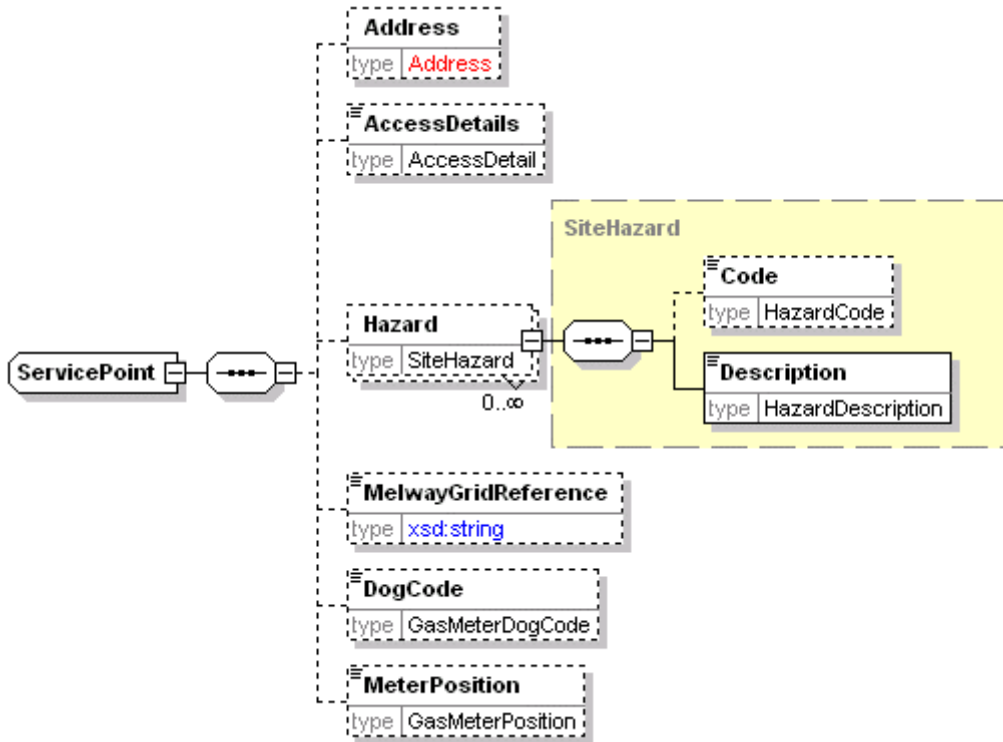 Address
type Address
AccessDetails
type AccessDetail
SiteHazard
Code
type HazardCode
Hazard
type SiteHazard
0..∞
ServicePoint
Description
type HazardDescription
MelwayGridReference
type xsd:string
DogCode
type GasMeterDogCode
MeterPosition
type GasMeterPosition